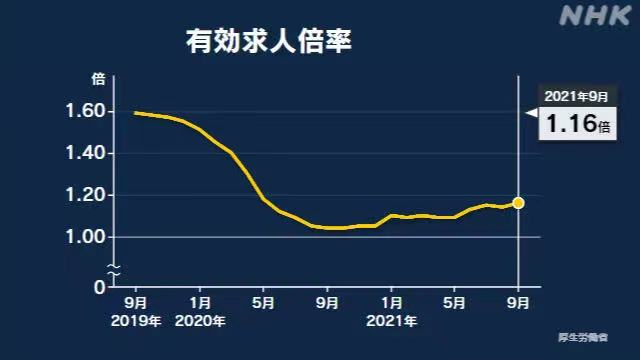 NHK
有効求人倍率
倍
2021年9月
1.16倍
1.60
1.40
1.20
1.00
0
9月 1月 5月 9月 1月 5月 9月
2019年 2020年 2021年
厚生労働省